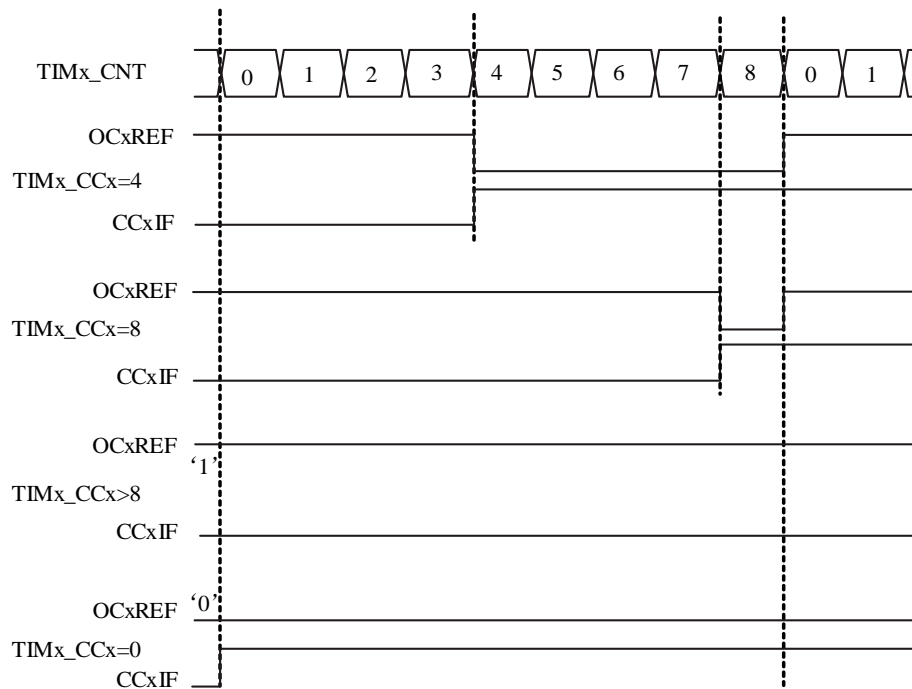 TIMx_CNT 0 1 2 3 4 5 6 7 8 0 1
OCxREF
TIMx_CCx=4
CCxIF
OCxREF
TIMx_CCx=8
CCxIF
OCxREF
‘1’
TIMx_CCx>8
CCxIF
OCxREF ‘0’
TIMx_CCx=0
CCxIF